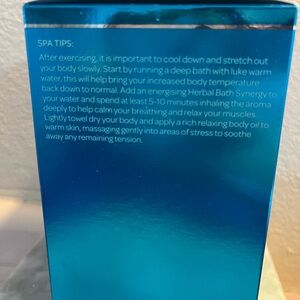 SPA TIPS:
After exercising, it is important to cool down and stretch out
your body slowly. Start by running a deep bath with luke warm
water, this will help bring your increased body temperature
back down to normal. Add an energising Herbal Bath Synergy to
your water and spend at least 5-10 minutes inhaling the aroma
deeply to help calm your breathing and relax your muscles.
Lightly towel dry your body and apply a rich relaxing body oil to
warm skin, massaging gently into areas of stress to soothe
away any remaining tension.